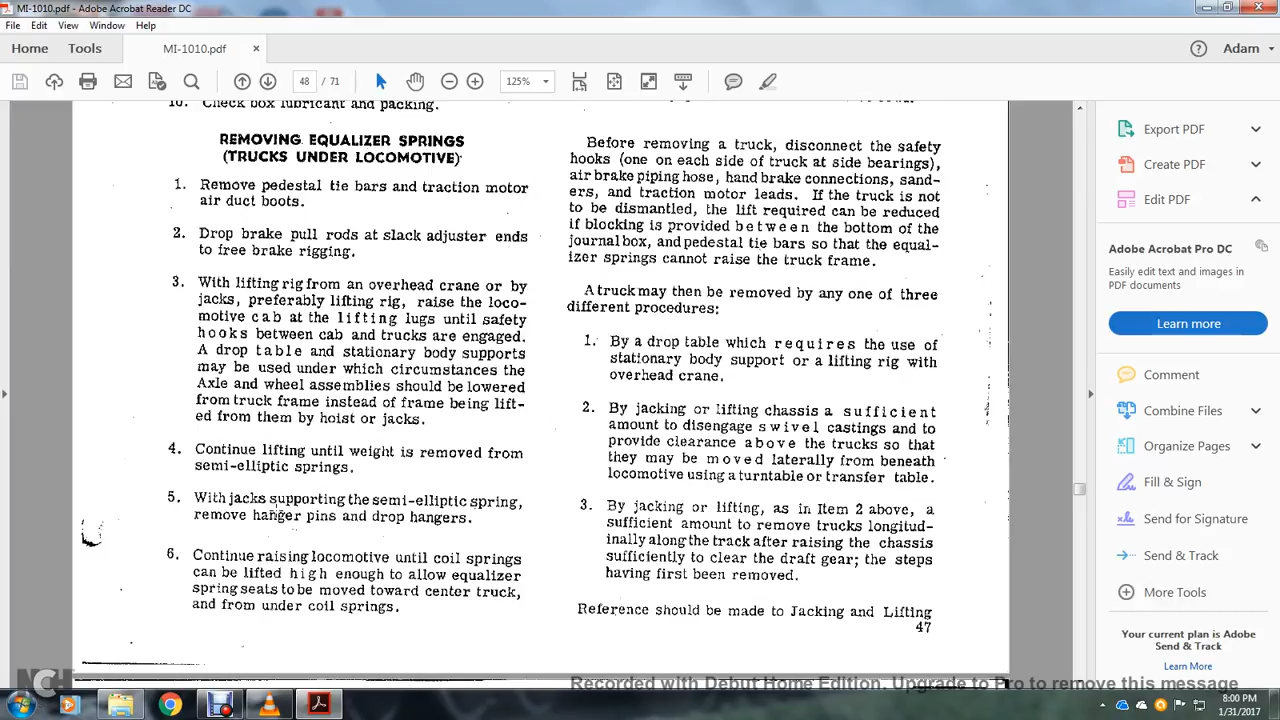 MI-1010.pdf - Adobe Acrobat Reader DC
File Edit View Window Help
Home Tools MI-1010.pdf × Adam
48 / 71 125%
10. Check box lubricant and packing.
REMOVING EQUALIZER SPRINGS
(TRUCKS UNDER LOCOMOTIVE)
1. Remove pedestal tie bars and traction motor
air duct boots.
2. Drop brake pull rods at slack adjuster ends
to free brake rigging.
3. With lifting rig from an overhead crane or by
jacks, preferably lifting rig, raise the loco-
motive cab at the lifting lugs until safety
hooks between cab and trucks are engaged.
A drop table and stationary body supports
may be used under which circumstances the
Axle and wheel assemblies should be lowered
from truck frame instead of frame being lift-
ed from them by hoist or jacks.
4. Continue lifting until weight is removed from
semi-elliptic springs.
5. With jacks supporting the semi-elliptic spring,
remove hanger pins and drop hangers.
6. Continue raising locomotive until coil springs
can be lifted high enough to allow equalizer
spring seats to be moved toward center truck,
and from under coil springs.
Before removing a truck, disconnect the safety
hooks (one on each side of truck at side bearings),
air brake piping hose, hand brake connections, sand-
ers, and traction motor leads. If the truck is not
to be dismantled, the lift required can be reduced
if blocking is provided between the bottom of the
journal box, and pedestal tie bars so that the equal-
izer springs cannot raise the truck frame.
A truck may then be removed by any one of three
different procedures:
1. By a drop table which requires the use of
stationary body support or a lifting rig with
overhead crane.
2. By jacking or lifting chassis a sufficient
amount to disengage swivel castings and to
provide clearance above the trucks so that
they may be moved laterally from beneath
locomotive using a turntable or transfer table.
3. By jacking or lifting, as in Item 2 above, a
sufficient amount to remove trucks longitud-
inally along the track after raising the chassis
sufficiently to clear the draft gear; the steps
having first been removed.
Reference should be made to Jacking and Lifting
47
Export PDF
Create PDF
Edit PDF
Adobe Acrobat Pro DC
Easily edit text and images in
PDF documents
Learn more
Comment
Combine Files
Organize Pages
Fill & Sign
Send for Signature
Send & Track
More Tools
Your current plan is Adobe
Send & Track
Learn More
NCH
Recorded with Debut Home Edition. Upgrade to Pro to remove this message
8:00 PM
1/31/2017